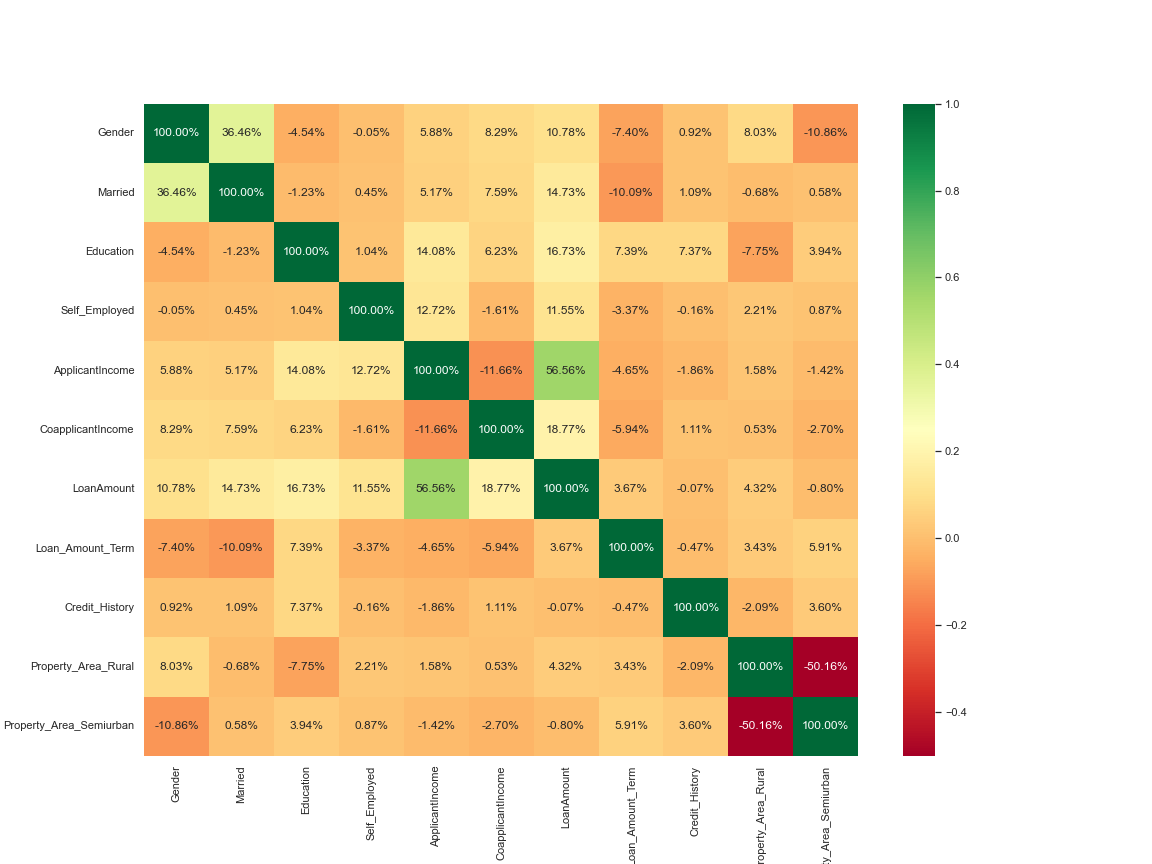 Gender 100.00% 36.46% -4.54% -0.05% 5.88% 8.29% 10.78% -7.40% 0.92% 8.03% -10.86%
Married 36.46% 100.00% -1.23% 0.45% 5.17% 7.59% 14.73% -10.09% 1.09% -0.68% 0.58%
Education -4.54% -1.23% 100.00% 1.04% 14.08% 6.23% 16.73% 7.39% 7.37% -7.75% 3.94%
Self_Employed -0.05% 0.45% 1.04% 100.00% 12.72% -1.61% 11.55% -3.37% -0.16% 2.21% 0.87%
ApplicantIncome 5.88% 5.17% 14.08% 12.72% 100.00% -11.66% 56.56% -4.65% -1.86% 1.58% -1.42%
CoapplicantIncome 8.29% 7.59% 6.23% -1.61% -11.66% 100.00% 18.77% -5.94% 1.11% 0.53% -2.70%
LoanAmount 10.78% 14.73% 16.73% 11.55% 56.56% 18.77% 100.00% 3.67% -0.07% 4.32% -0.80%
Loan_Amount_Term -7.40% -10.09% 7.39% -3.37% -4.65% -5.94% 3.67% 100.00% -0.47% 3.43% 5.91%
Credit_History 0.92% 1.09% 7.37% -0.16% -1.86% 1.11% -0.07% -0.47% 100.00% -2.09% 3.60%
Property_Area_Rural 8.03% -0.68% -7.75% 2.21% 1.58% 0.53% 4.32% 3.43% -2.09% 100.00% -50.16%
Property_Area_Semiurban -10.86% 0.58% 3.94% 0.87% -1.42% -2.70% -0.80% 5.91% 3.60% -50.16% 100.00%
Gender
Married
Education
Self_Employed
ApplicantIncome
CoapplicantIncome
LoanAmount
oan_Amount_Term
Credit_History
roperty_Area_Rural
ty_Area_Semiurban
1.0
0.8
0.6
0.4
0.2
0.0
−0.2
−0.4